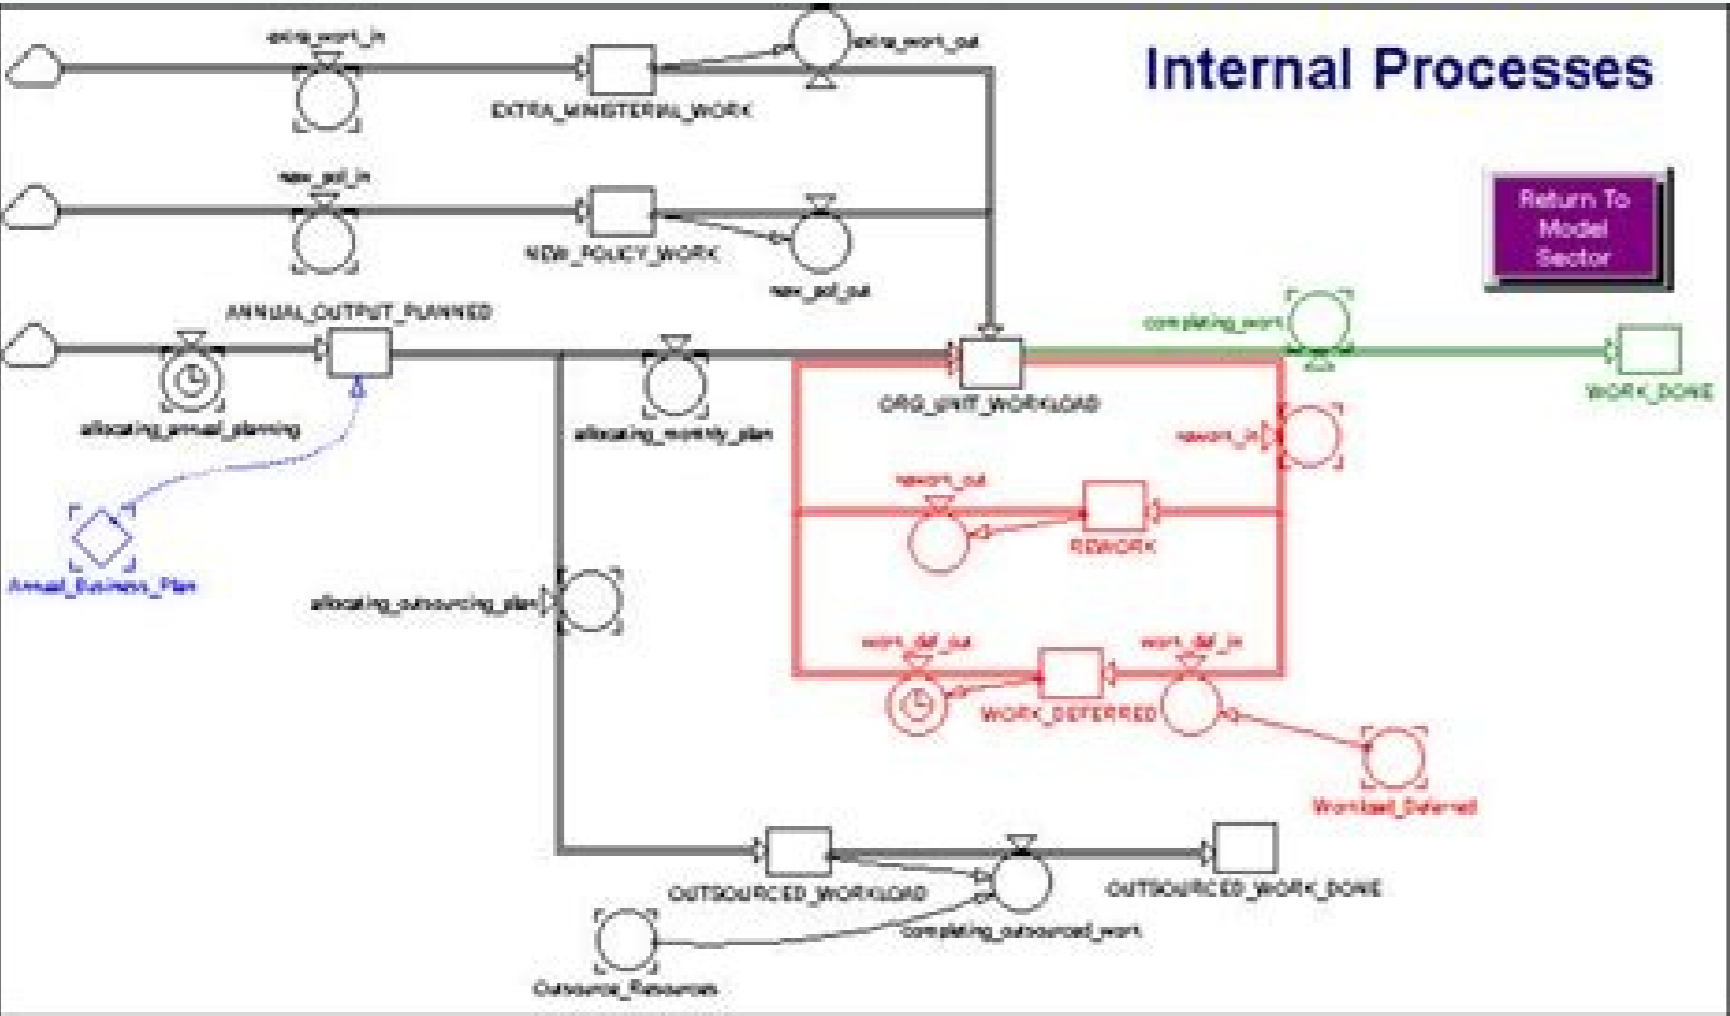 extra_work_in
extra_work_out
Internal Processes
EXTRA_MINISTERIAL_WORK
new_pol_in
Return To
Model
Sector
NEW_POLICY_WORK
new_pol_out
ANNUAL_OUTPUT_PLANNED
completing_work
WORK_DONE
ORG_UNIT_WORKLOAD
allocating_annual_planning
allocating_monthly_plan
rework_in
rework_out
REWORK
Annual_Business_Plan
allocating_outsourcing_plan
work_def_out
work_def_in
WORK_DEFERRED
Workload_Deferred
OUTSOURCED_WORKLOAD
OUTSOURCED_WORK_DONE
completing_outsourced_work
Outsource_Resources